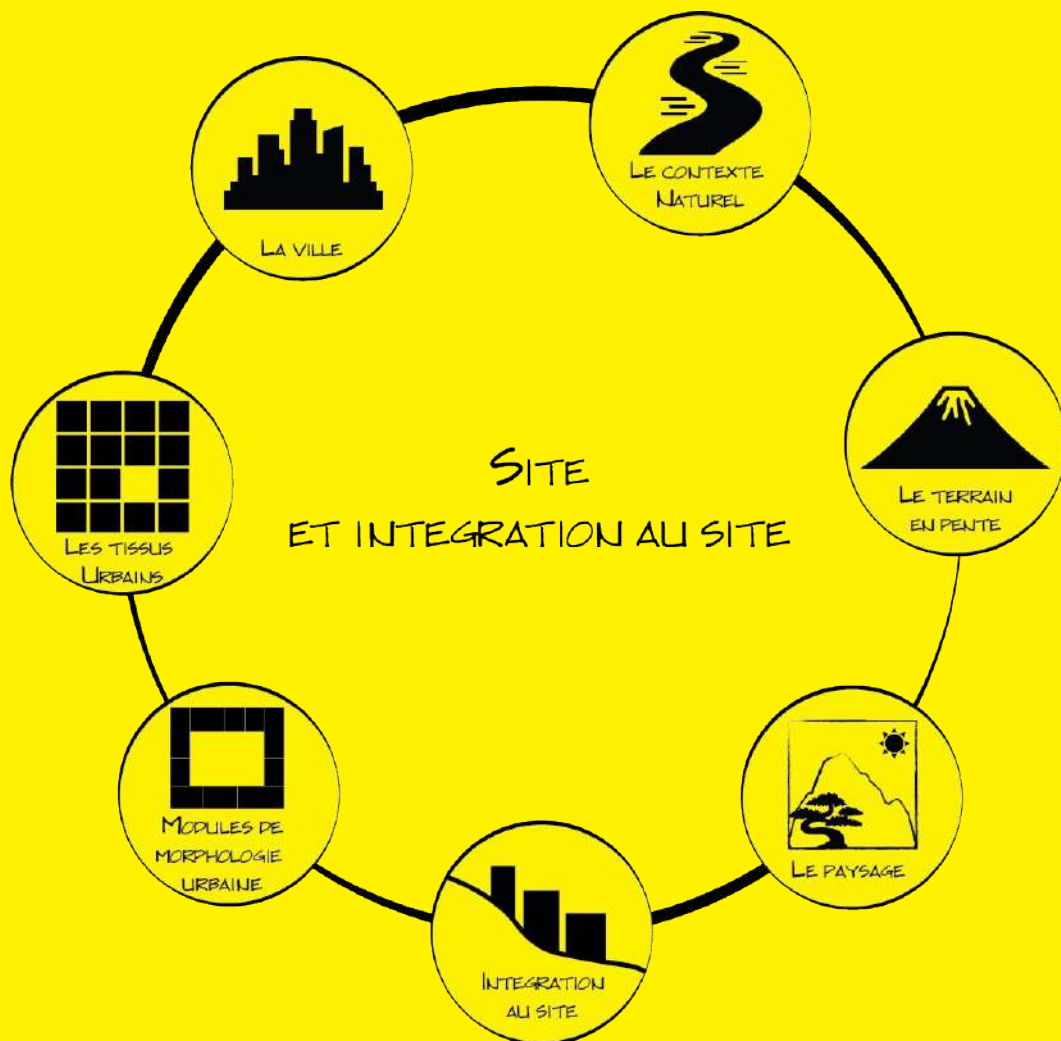 Site
et integration au site
La ville
Le contexte
Naturel
Le terrain
en pente
Le paysage
Integration
au site
Modules de
morphologie
urbaine
Les tissus
Urbains